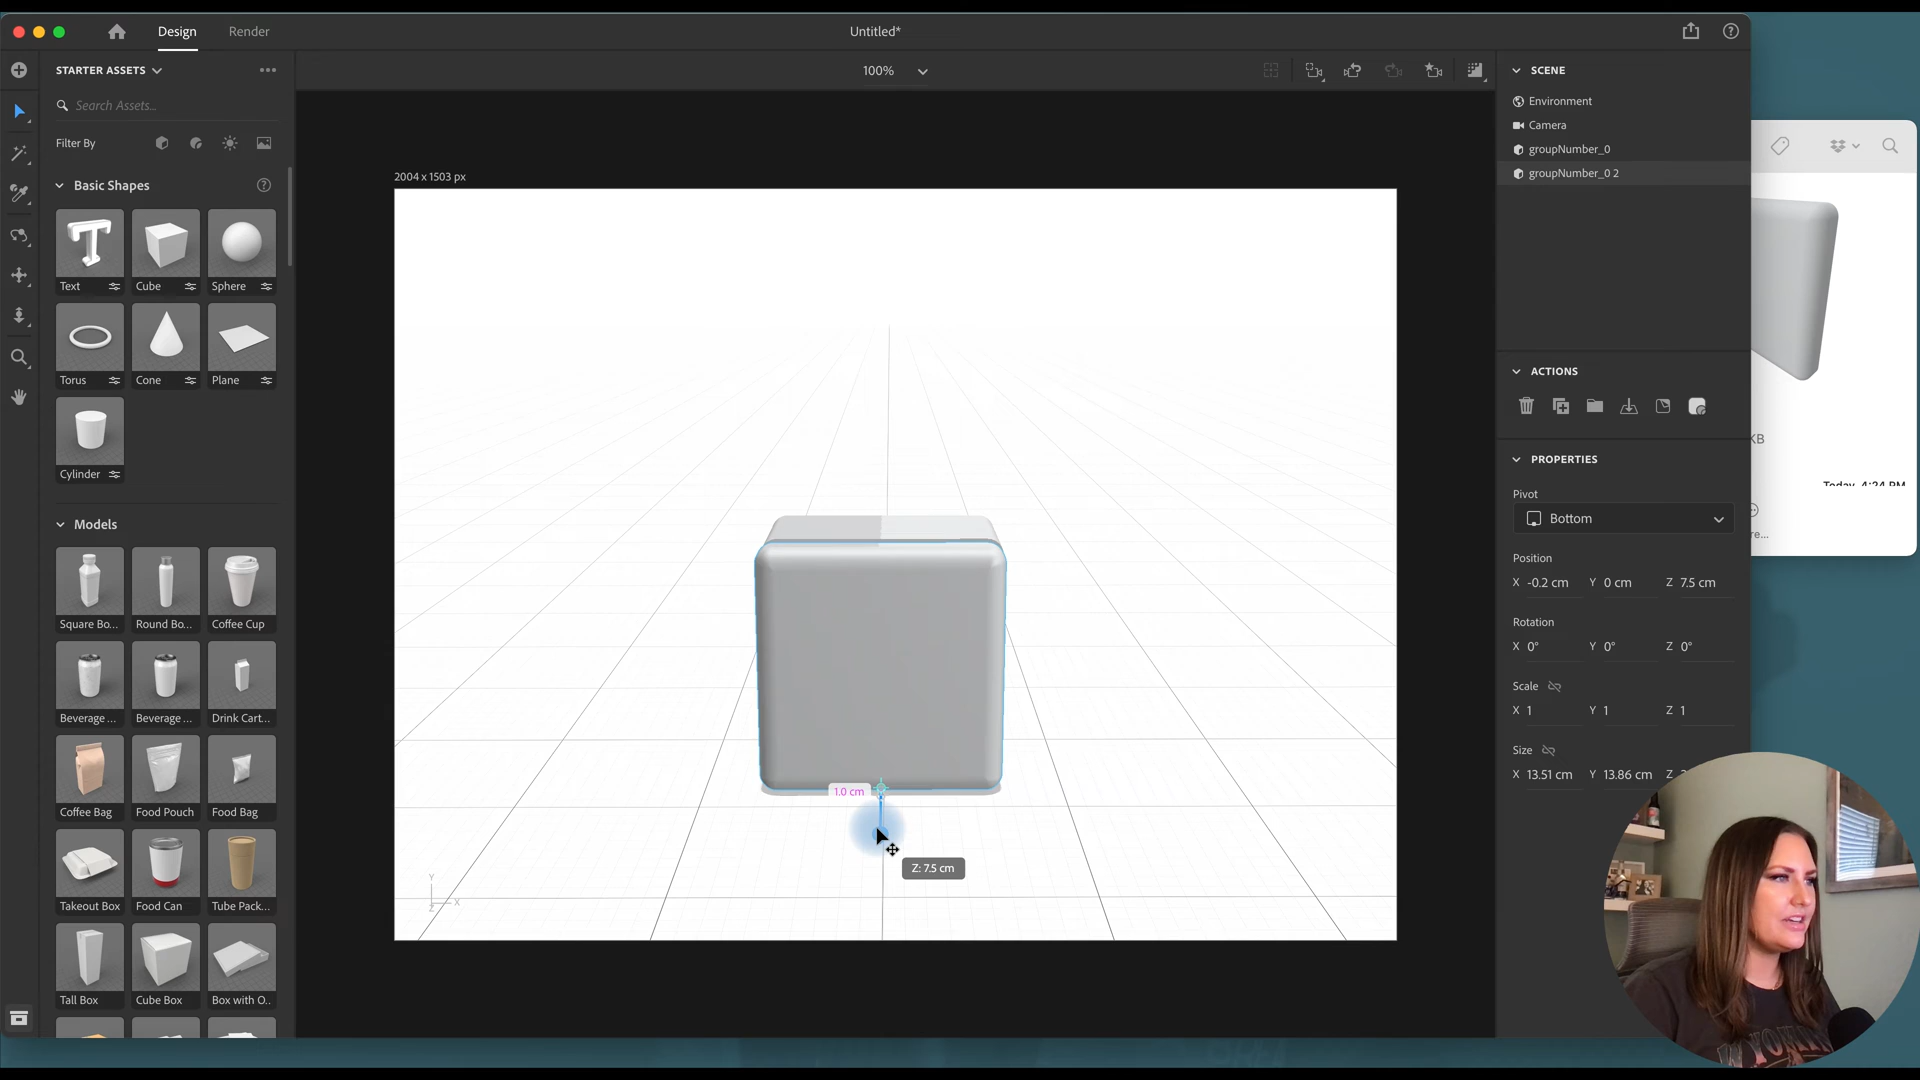 Design
Render
Untitled*
STARTER ASSETS
100%
Search Assets...
Filter By
Basic Shapes
Text
Cube
Sphere
Torus
Cone
Plane
Cylinder
Models
Square Bo...
Round Bo...
Coffee Cup
Beverage ...
Beverage ...
Drink Cart...
Coffee Bag
Food Pouch
Food Bag
Takeout Box
Food Can
Tube Pack...
Tall Box
Cube Box
Box with O..
2004 x 1503 px
1.0 cm
Z: 7.5 cm
Y
X
Z
SCENE
Environment
Camera
groupNumber_0
groupNumber_0 2
ACTIONS
PROPERTIES
Pivot
Bottom
Position
X -0.2 cm Y 0 cm Z 7.5 cm
Rotation
X 0° Y 0° Z 0°
Scale
X 1 Y 1 Z 1
Size
X 13.51 cm Y 13.86 cm Z
KB
Today, 4:24 PM
e...